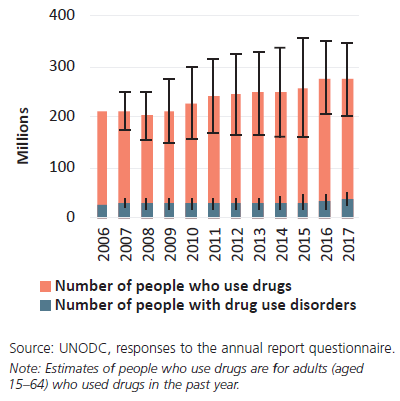 400
300
200
100
0
Millions
2006 2007 2008 2009 2010 2011 2012 2013 2014 2015 2016 2017
Number of people who use drugs
Number of people with drug use disorders
Source: UNODC, responses to the annual report questionnaire.
Note: Estimates of people who use drugs are for adults (aged
15–64) who used drugs in the past year.